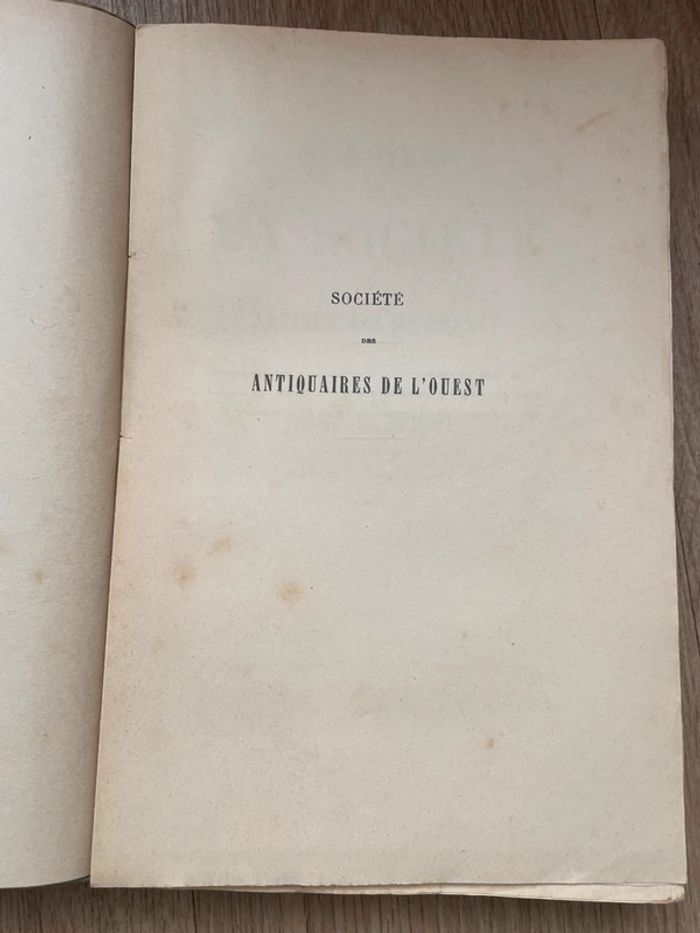 SOCIÉTÉ
DES
ANTIQUAIRES DE L'OUEST